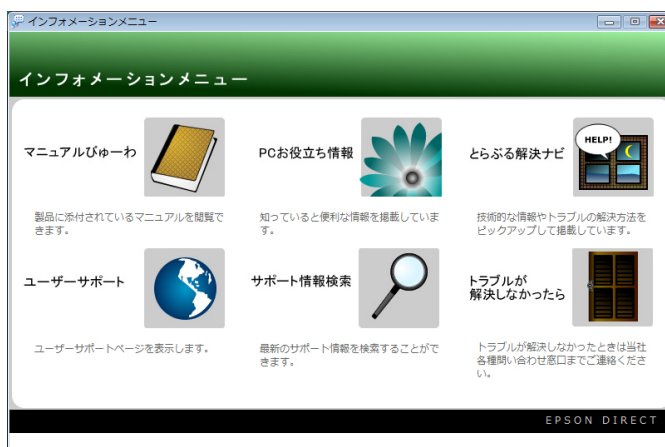 インフォメーションメニュー
インフォメーションメニュー
マニュアルびゅーわ
製品に添付されているマニュアルを閲覧で
きます。
PCお役立ち情報
知っていると便利な情報を掲載していま
す。
とらぶる解決ナビ
HELP!
技術的な情報やトラブルの解決方法を
ピックアップして掲載しています。
ユーザーサポート
ユーザーサポートページを表示します。
サポート情報検索
最新のサポート情報を検索することがで
きます。
トラブルが
解決しなかったら
トラブルが解決しなかったときは当社
各種問い合わせ窓口までご連絡くださ
い。
EPSON DIRECT